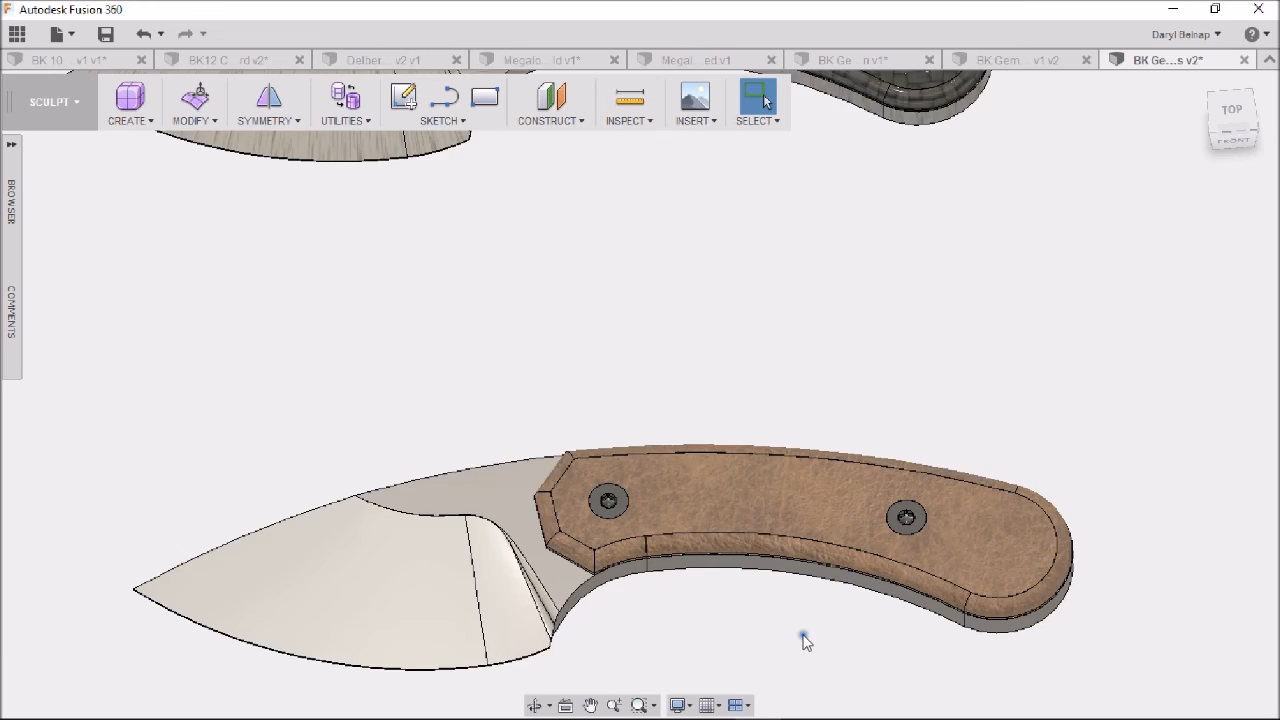 Autodesk Fusion 360
Daryl Belnap
BK 10 ... v1 v1*
BK12 C...rd v2*
Delber...v2 v1
Megalo...ld v1*
Megal...ed v1
BK Ge...n v1*
BK Gem...v1 v2
BK Ge...s v2*
SCULPT
CREATE
MODIFY
SYMMETRY
UTILITIES
SKETCH
CONSTRUCT
INSPECT
INSERT
SELECT
TOP
FRONT
BROWSER
COMMENTS